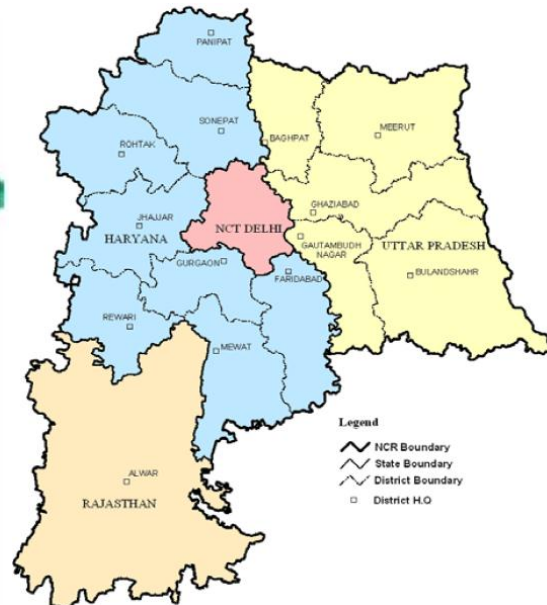 PANIPAT
SONEPAT
BAGHPAT
MEERUT
ROHTAK
GHAZIABAD
JHAJJAR
NCT DELHI
HARYANA
GAUTAMBUDH
NAGAR
UTTAR PRADESH
GURGAON
FARIDABAD
BULANDSHAHR
REWARI
MEWAT
Legend
NCR Boundary
State Boundary
District Boundary
District H.Q
ALWAR
RAJASTHAN